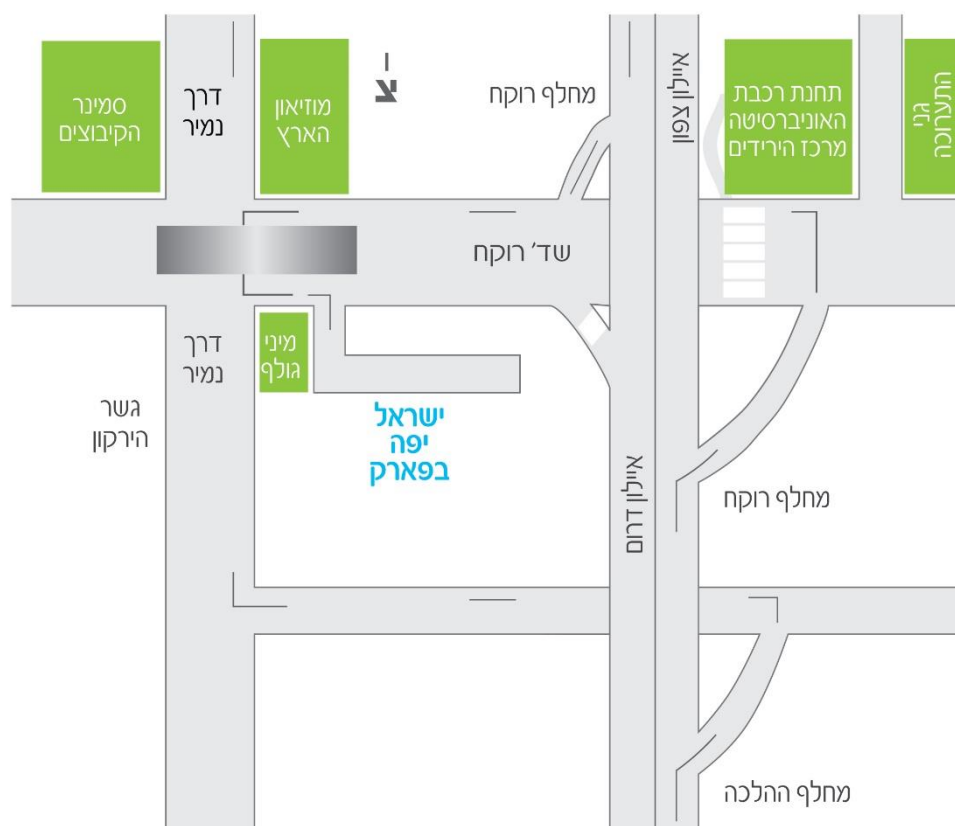 סמינר
הקיבוצים
דרך
נמיר
מוזיאון
הארץ
צ
מחלף רוקח
איילון צפון
תחנת רכבת
האוניברסיטה
מרכז הירידים
גני
התערוכה
שד' רוקח
דרך
נמיר
מיני
גולף
גשר
הירקון
ישראל
יפה
בפארק
איילון דרום
מחלף רוקח
מחלף ההלכה